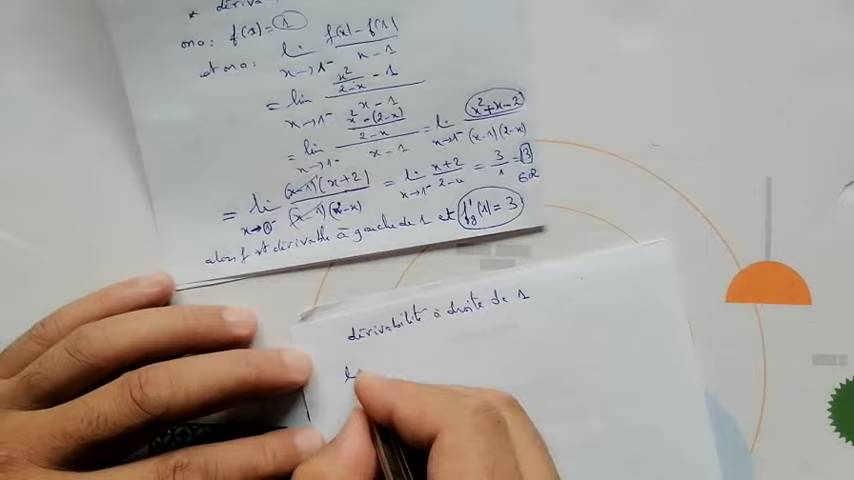 * dériva
on a: f(x) = 1
et on a: lim x→1⁻ (f(x) - f(1))/(x - 1)
= lim x→1⁻ (x²/(2-x) - 1)/(x - 1)
= lim x→1⁻ ((x² - (2-x))/(2-x))/(x - 1) = lim x→1⁻ (x²+x-2)/((x-1)(2-x))
= lim (x-1)(x+2)/((x-1)(2-x)) = lim x→1⁻ (x+2)/(2-x) = 3/1 = 3 ∈ℝ
alors f est dérivable à gauche de 1 et f'g(1) = 3
dérivabilité à droite de 1